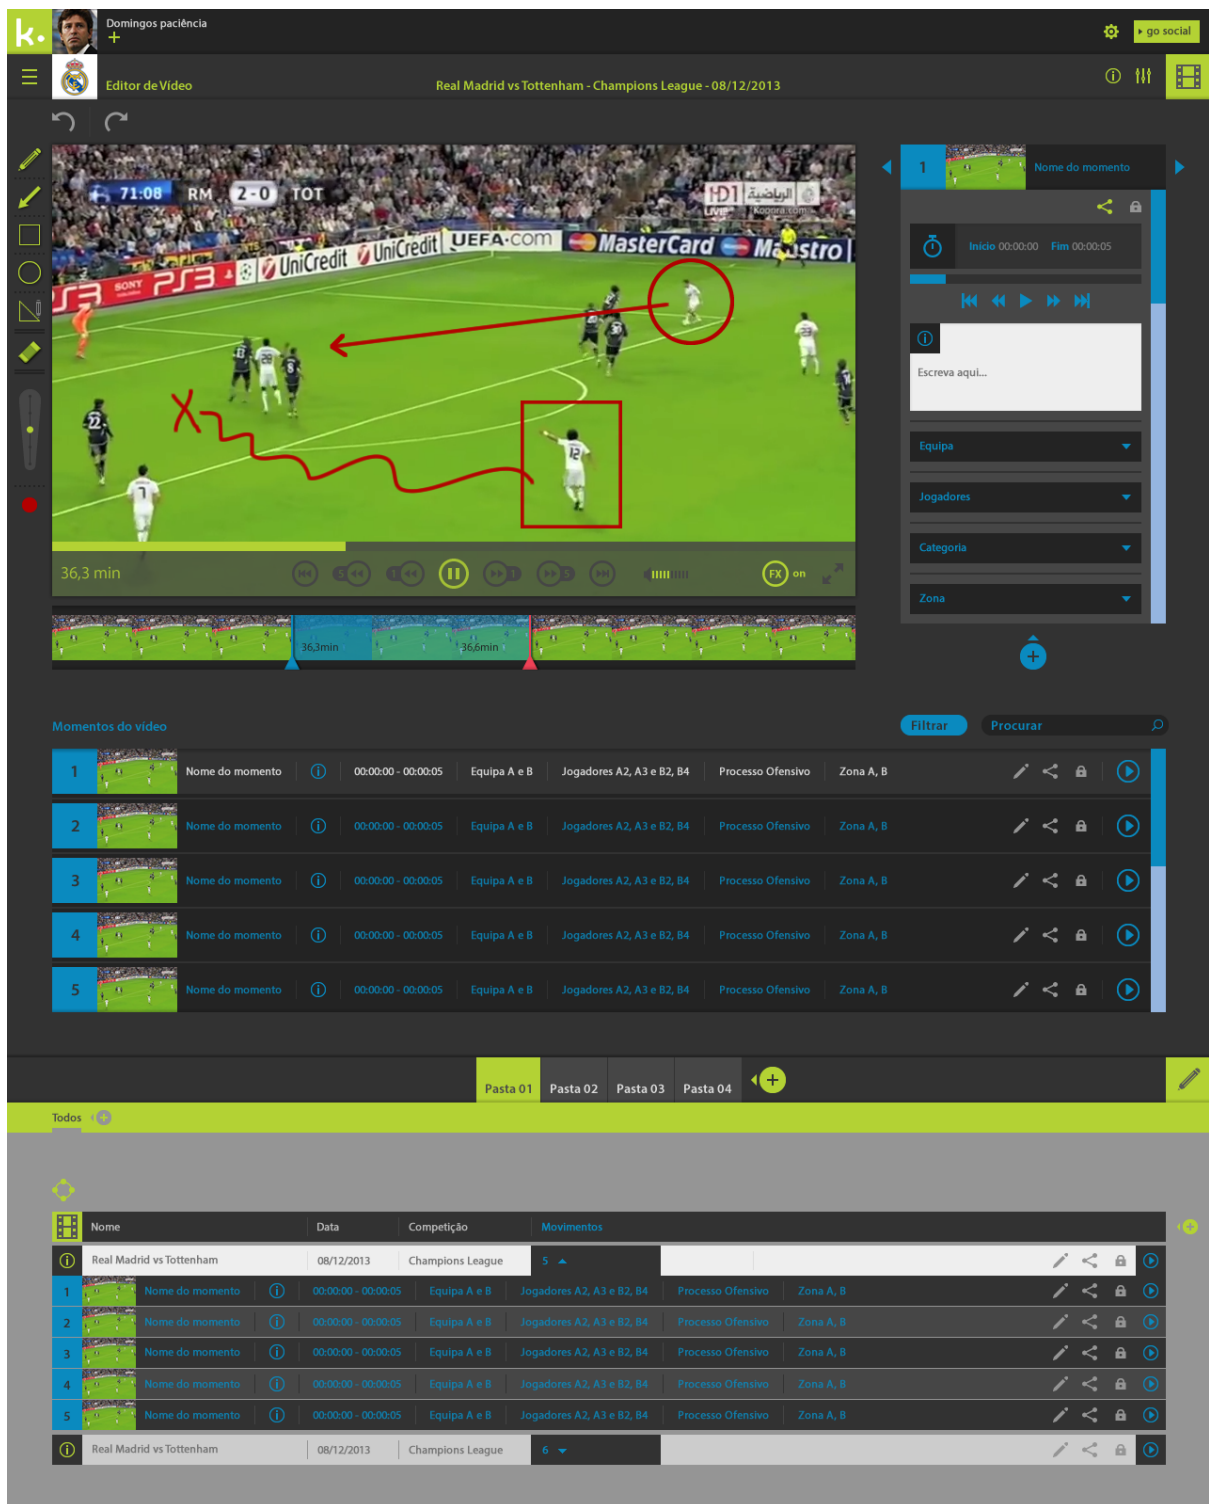 k.
Domingos paciência
go social
Editor de Vídeo
Real Madrid vs Tottenham - Champions League - 08/12/2013
71:08 RM 2-0 TOT
HD1 الرياضية
LIVE Kooora.com
SONY PS3 UniCredit UniCredit UEFA.COM MasterCard Maestro
PS3
22
28
12
7
36,3 min
5 1 1 5
FX on
36,3min 36,6min
1 Nome do momento
Início 00:00:00 Fim 00:00:05
Escreva aqui...
Equipa
Jogadores
Categoria
Zona
Momentos do vídeo
Filtrar
Procurar
1 Nome do momento 00:00:00 - 00:00:05 Equipa A e B Jogadores A2, A3 e B2, B4 Processo Ofensivo Zona A, B
2 Nome do momento 00:00:00 - 00:00:05 Equipa A e B Jogadores A2, A3 e B2, B4 Processo Ofensivo Zona A, B
3 Nome do momento 00:00:00 - 00:00:05 Equipa A e B Jogadores A2, A3 e B2, B4 Processo Ofensivo Zona A, B
4 Nome do momento 00:00:00 - 00:00:05 Equipa A e B Jogadores A2, A3 e B2, B4 Processo Ofensivo Zona A, B
5 Nome do momento 00:00:00 - 00:00:05 Equipa A e B Jogadores A2, A3 e B2, B4 Processo Ofensivo Zona A, B
Pasta 01 Pasta 02 Pasta 03 Pasta 04
Todos
Nome Data Competição Movimentos
Real Madrid vs Tottenham 08/12/2013 Champions League 5
1 Nome do momento 00:00:00 - 00:00:05 Equipa A e B Jogadores A2, A3 e B2, B4 Processo Ofensivo Zona A, B
2 Nome do momento 00:00:00 - 00:00:05 Equipa A e B Jogadores A2, A3 e B2, B4 Processo Ofensivo Zona A, B
3 Nome do momento 00:00:00 - 00:00:05 Equipa A e B Jogadores A2, A3 e B2, B4 Processo Ofensivo Zona A, B
4 Nome do momento 00:00:00 - 00:00:05 Equipa A e B Jogadores A2, A3 e B2, B4 Processo Ofensivo Zona A, B
5 Nome do momento 00:00:00 - 00:00:05 Equipa A e B Jogadores A2, A3 e B2, B4 Processo Ofensivo Zona A, B
Real Madrid vs Tottenham 08/12/2013 Champions League 6